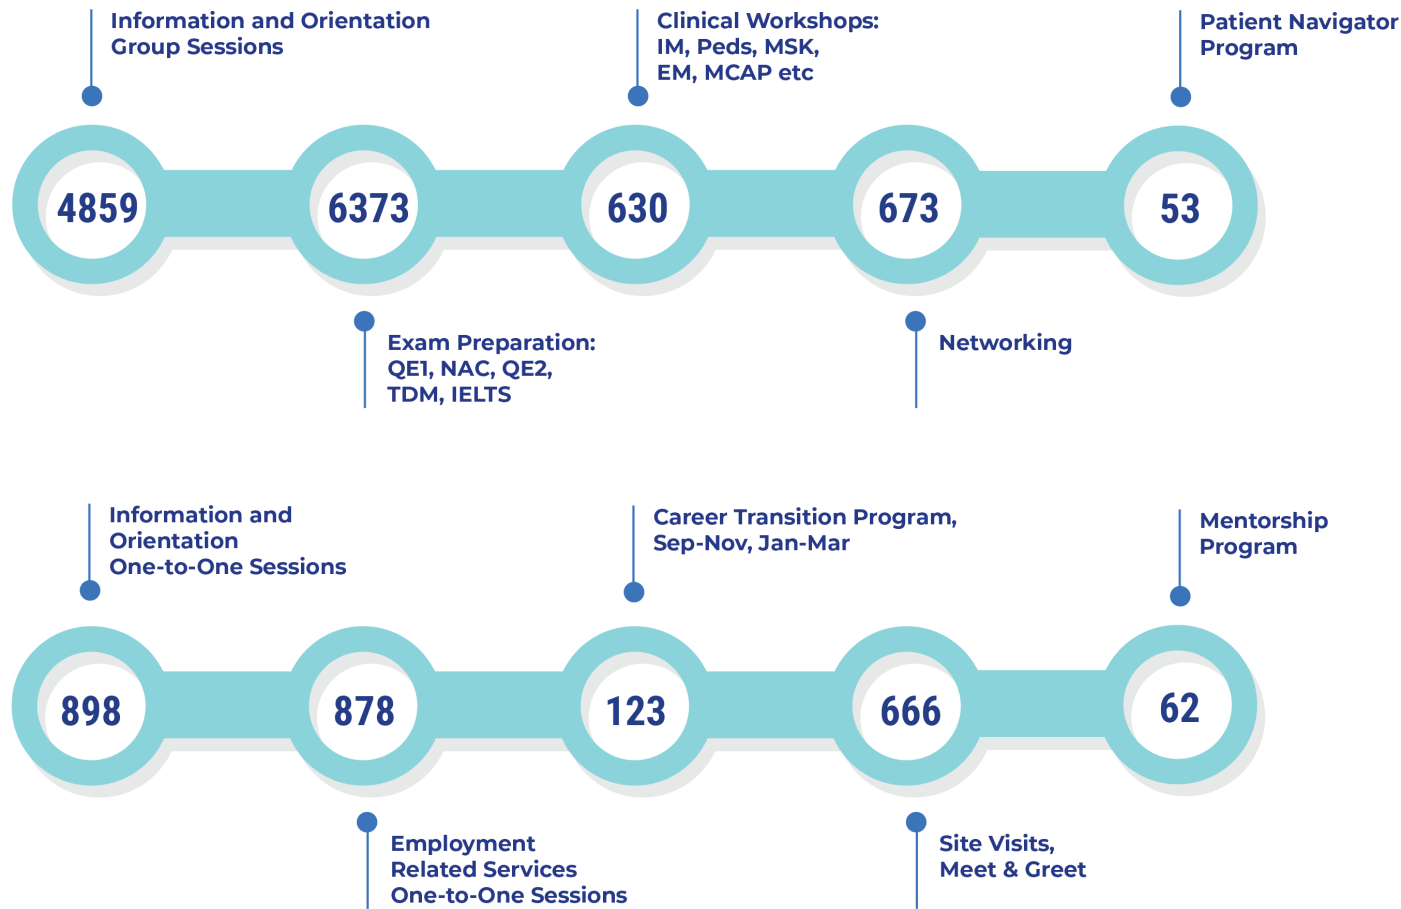 Information and Orientation
Group Sessions
Clinical Workshops:
IM, Peds, MSK,
EM, MCAP etc
Patient Navigator
Program
4859
6373
630
673
53
Exam Preparation:
QE1, NAC, QE2,
TDM, IELTS
Networking
Information and
Orientation
One-to-One Sessions
Career Transition Program,
Sep-Nov, Jan-Mar
Mentorship
Program
898
878
123
666
62
Employment
Related Services
One-to-One Sessions
Site Visits,
Meet & Greet